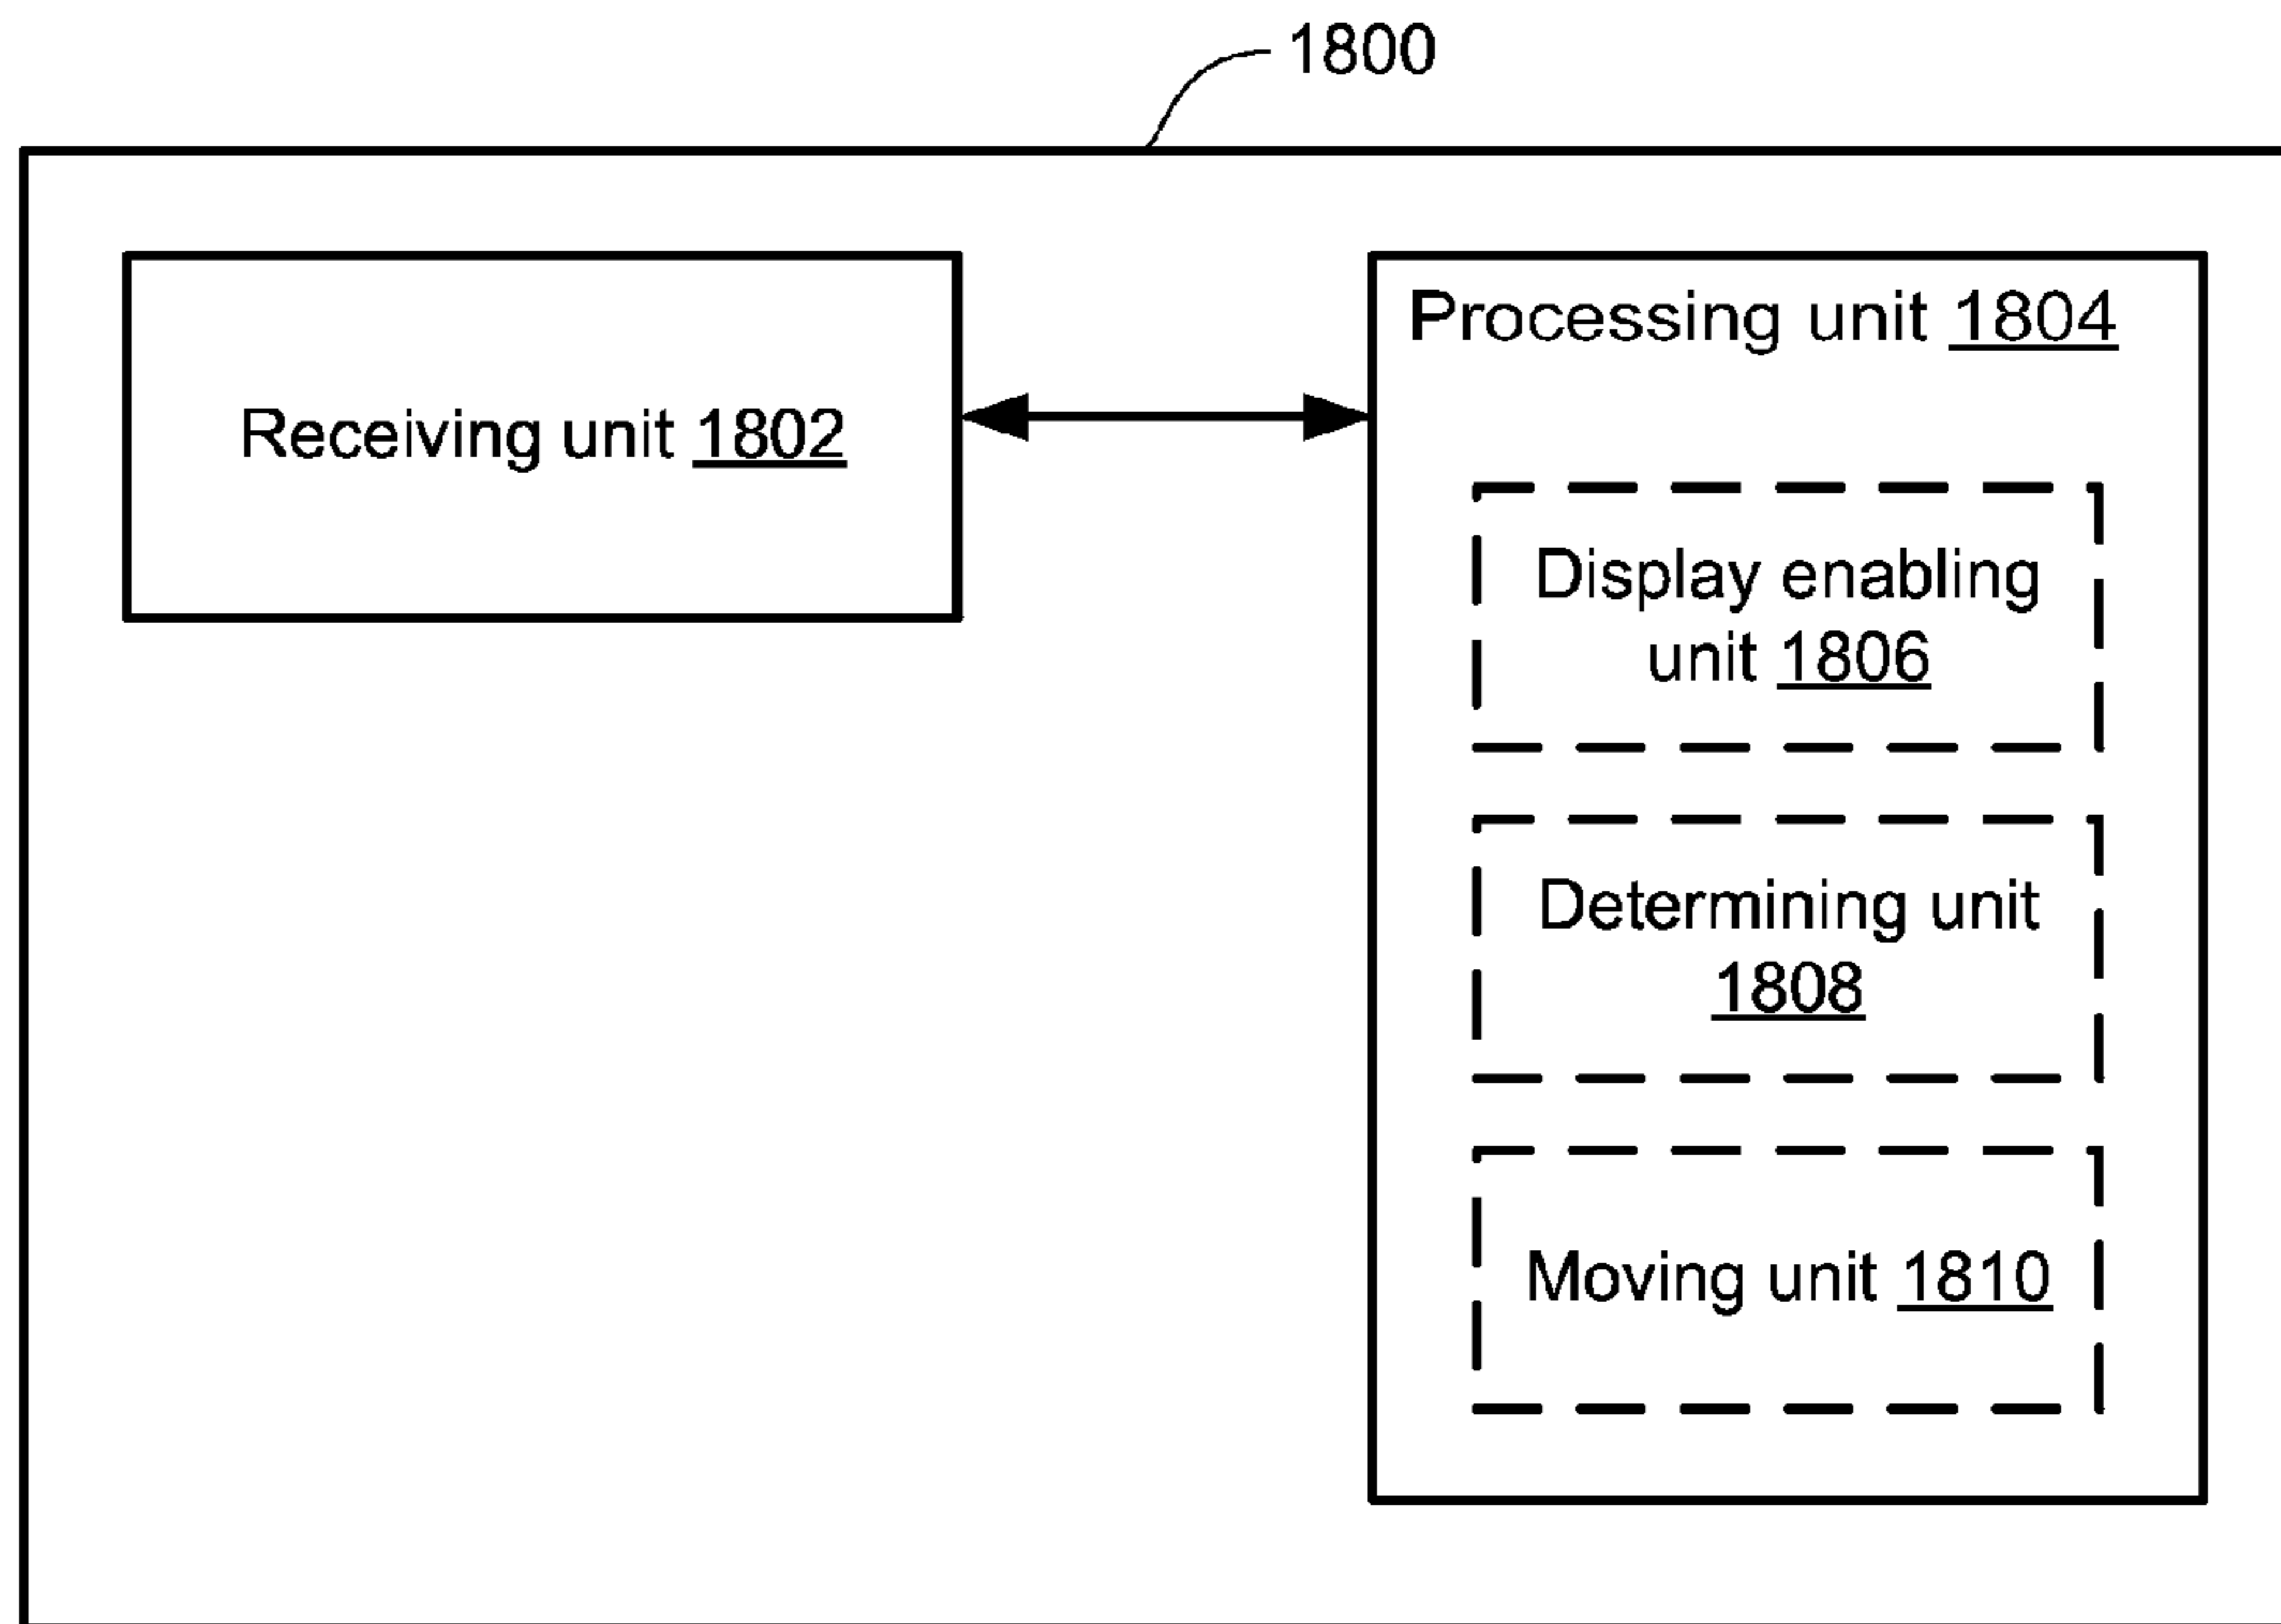 1800
Receiving unit 1802
Processing unit 1804
Display enabling
unit 1806
Determining unit
1808
Moving unit 1810